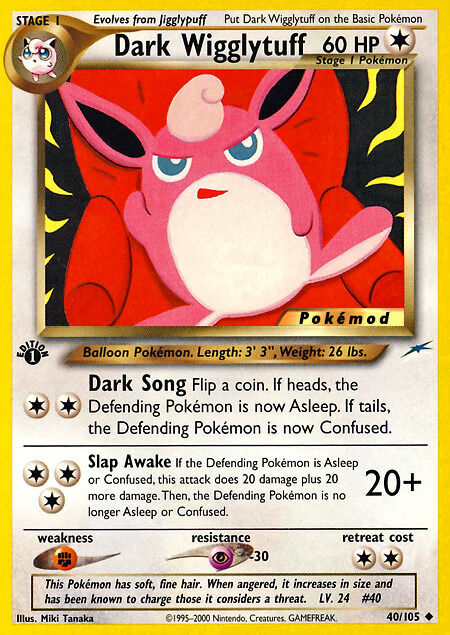 STAGE 1 Evolves from Jigglypuff Put Dark Wigglytuff on the Basic Pokémon
Dark Wigglytuff 60 HP
Stage 1 Pokémon
Pokémod
EDITION 1
Balloon Pokémon. Length: 3' 3", Weight: 26 lbs.
Dark Song Flip a coin. If heads, the
Defending Pokémon is now Asleep. If tails,
the Defending Pokémon is now Confused.
Slap Awake If the Defending Pokémon is Asleep
or Confused, this attack does 20 damage plus 20
more damage. Then, the Defending Pokémon is no
longer Asleep or Confused.
20+
weakness resistance retreat cost
-30
This Pokémon has soft, fine hair. When angered, it increases in size and
has been known to charge those it considers a threat. LV. 24 #40
Illus. Miki Tanaka ©1995–2000 Nintendo, Creatures, GAMEFREAK. 40/105